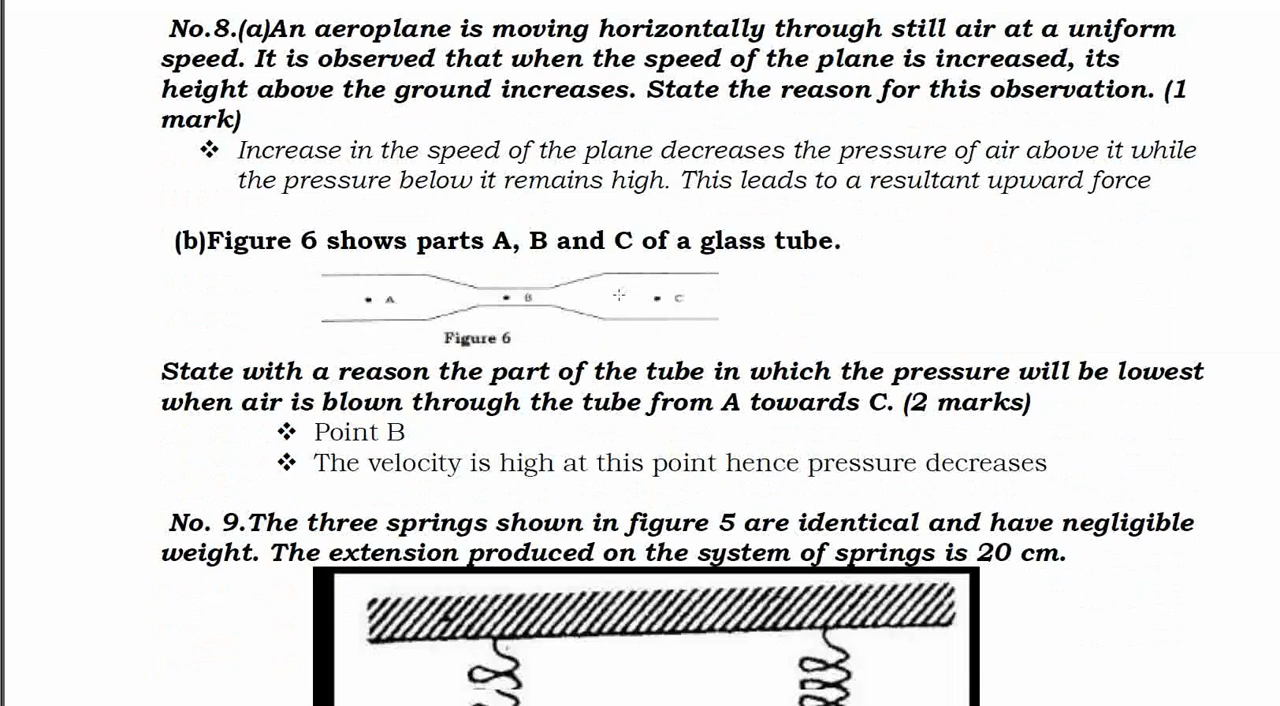 No.8.(a)An aeroplane is moving horizontally through still air at a uniform
speed. It is observed that when the speed of the plane is increased, its
height above the ground increases. State the reason for this observation. (1
mark)
❖ Increase in the speed of the plane decreases the pressure of air above it while
the pressure below it remains high. This leads to a resultant upward force
(b)Figure 6 shows parts A, B and C of a glass tube.
A B C
Figure 6
State with a reason the part of the tube in which the pressure will be lowest
when air is blown through the tube from A towards C. (2 marks)
❖ Point B
❖ The velocity is high at this point hence pressure decreases
No. 9.The three springs shown in figure 5 are identical and have negligible
weight. The extension produced on the system of springs is 20 cm.